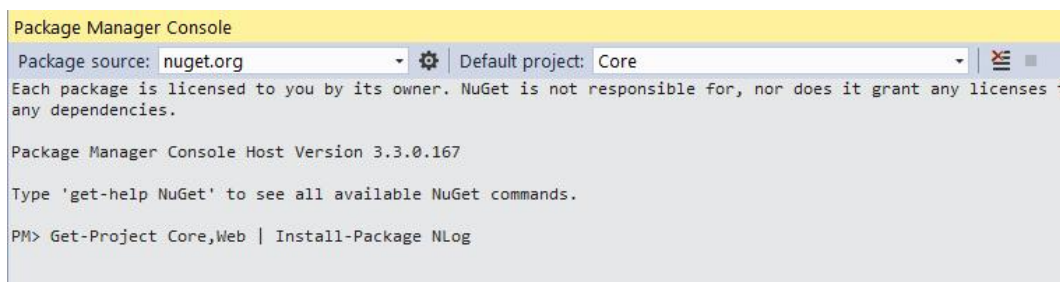 Package Manager Console
Package source: nuget.org Default project: Core
Each package is licensed to you by its owner. NuGet is not responsible for, nor does it grant any licenses
any dependencies.
Package Manager Console Host Version 3.3.0.167
Type 'get-help NuGet' to see all available NuGet commands.
PM> Get-Project Core,Web | Install-Package NLog